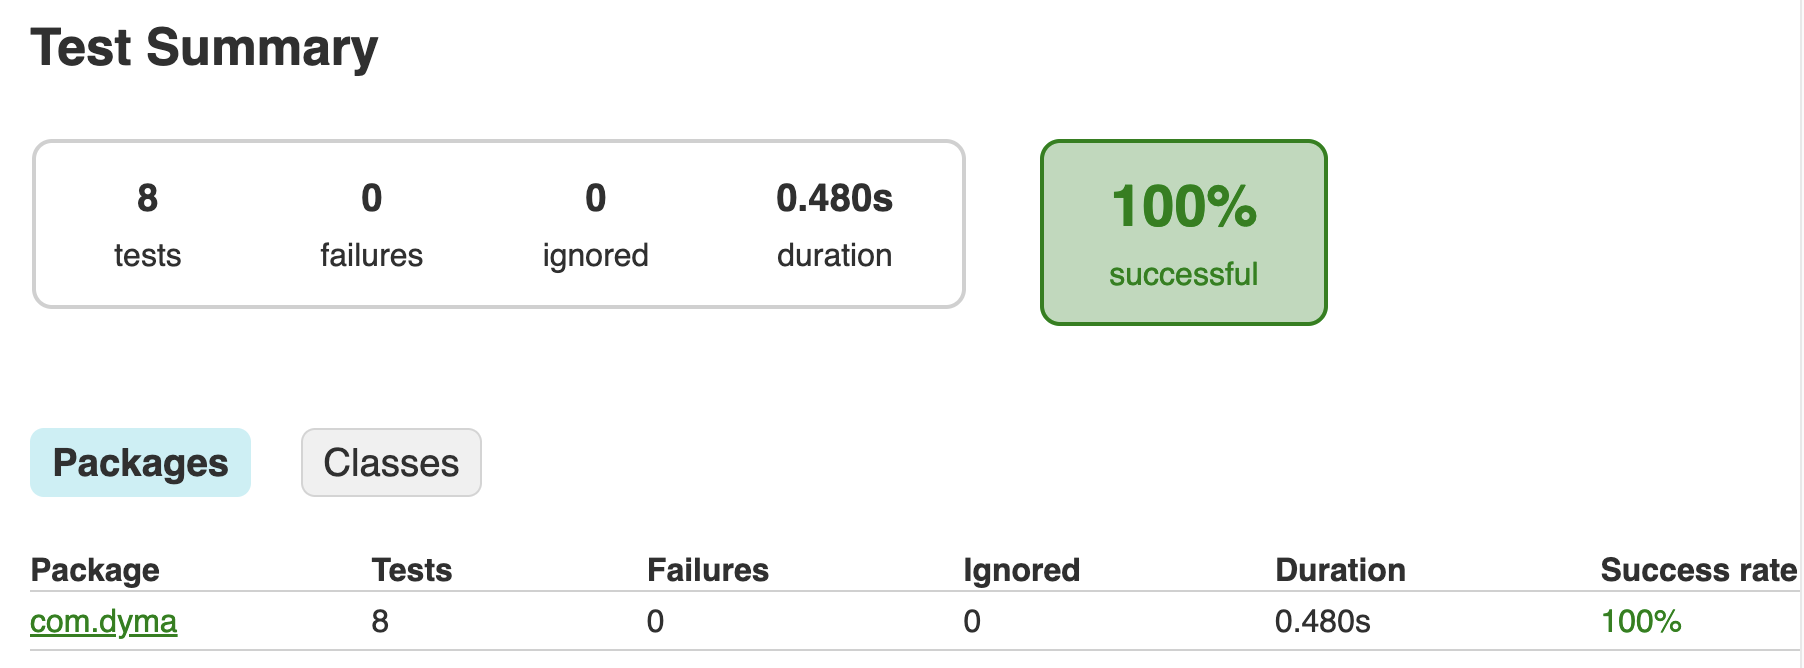 Test Summary
8 0 0 0.480s
tests failures ignored duration
100%
successful
Packages Classes
Package Tests Failures Ignored Duration Success rate
com.dyma 8 0 0 0.480s 100%